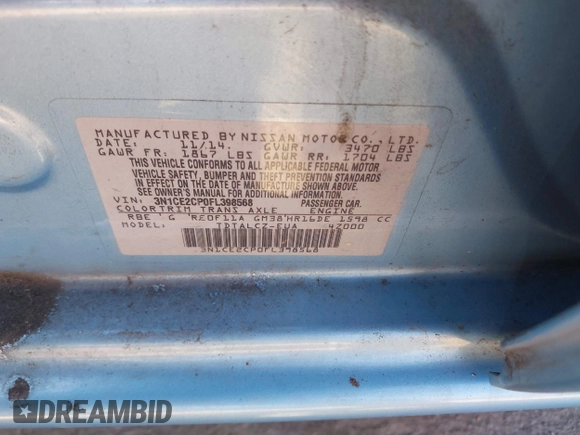 MANUFACTURED BY NISSAN MOTOR CO., LTD.
DATE: 11/14. GVWR: 3470 LBS
GAWR FR: 1867 LBS GAWR RR: 1704 LBS
THIS VEHICLE CONFORMS TO ALL APPLICABLE FEDERAL MOTOR
VEHICLE SAFETY, BUMPER AND THEFT PREVENTION STANDARDS
IN EFFECT ON THE DATE OF MANUFACTURE SHOWN ABOVE.
SEE OWNER'S MANUAL FOR ADDITIONAL INFORMATION.
3N1CE2CP0FL398568 PASSENGER CAR.
COLOR TRIM TRANS AXLE ENGINE
RBE G RE0F11A GM38 HR16DE 1598 CC
MODEL: TDTALCZ-EUA 4Z000
3N1CE2CP0FL398568
DREAMBID